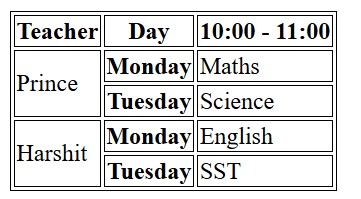 Teacher Day 10:00 - 11:00
Prince Monday Maths
Tuesday Science
Harshit Monday English
Tuesday SST